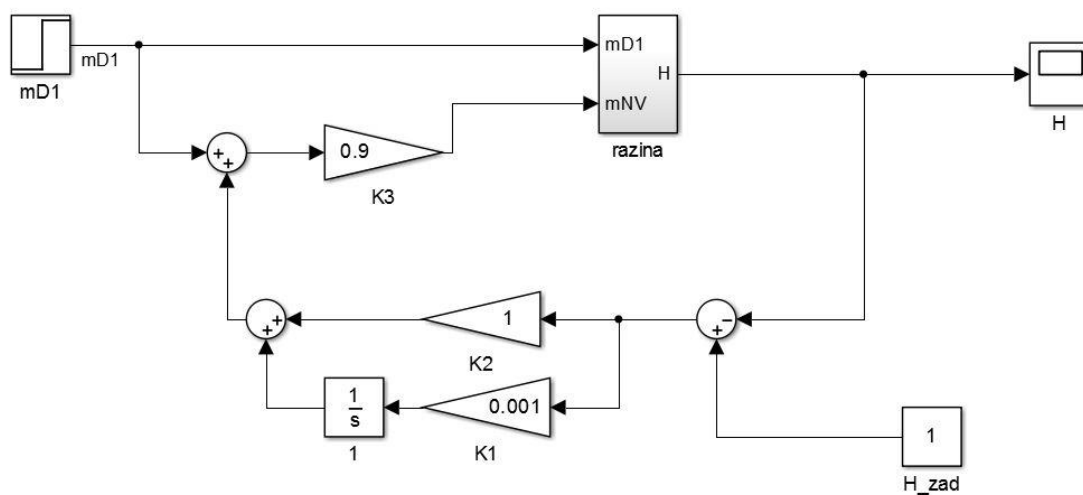 mD1
mD1
mD1
mNV
H
razina
H
+
+
0.9
K3
+
+
1
K2
1
s
1
0.001
K1
−
+
1
H_zad